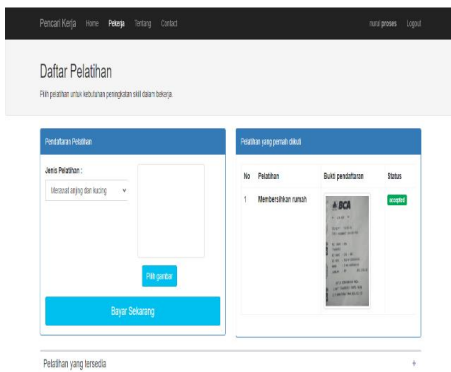 Pencari Kerja Home Pekerja Tentang Contact nurul proses Logout
Daftar Pelatihan
Pilih pelatihan untuk kebutuhan peningkatan skill dalam bekerja.
Pendaftaran Pelatihan
Jenis Pelatihan :
Merawat anjing dan kucing
Pilih gambar
Bayar Sekarang
Pelatihan yang pernah diikuti
No Pelatihan Bukti pendaftaran Status
1 Membersihkan rumah accepted
BCA
Pelatihan yang tersedia +